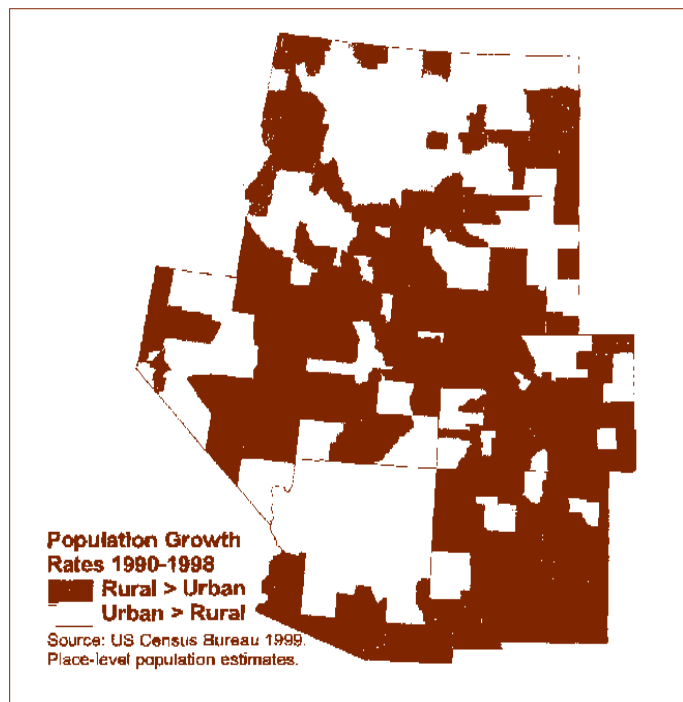 Population Growth
Rates 1990-1998
Rural > Urban
Urban > Rural
Source: US Census Bureau 1999.
Place-level population estimates.